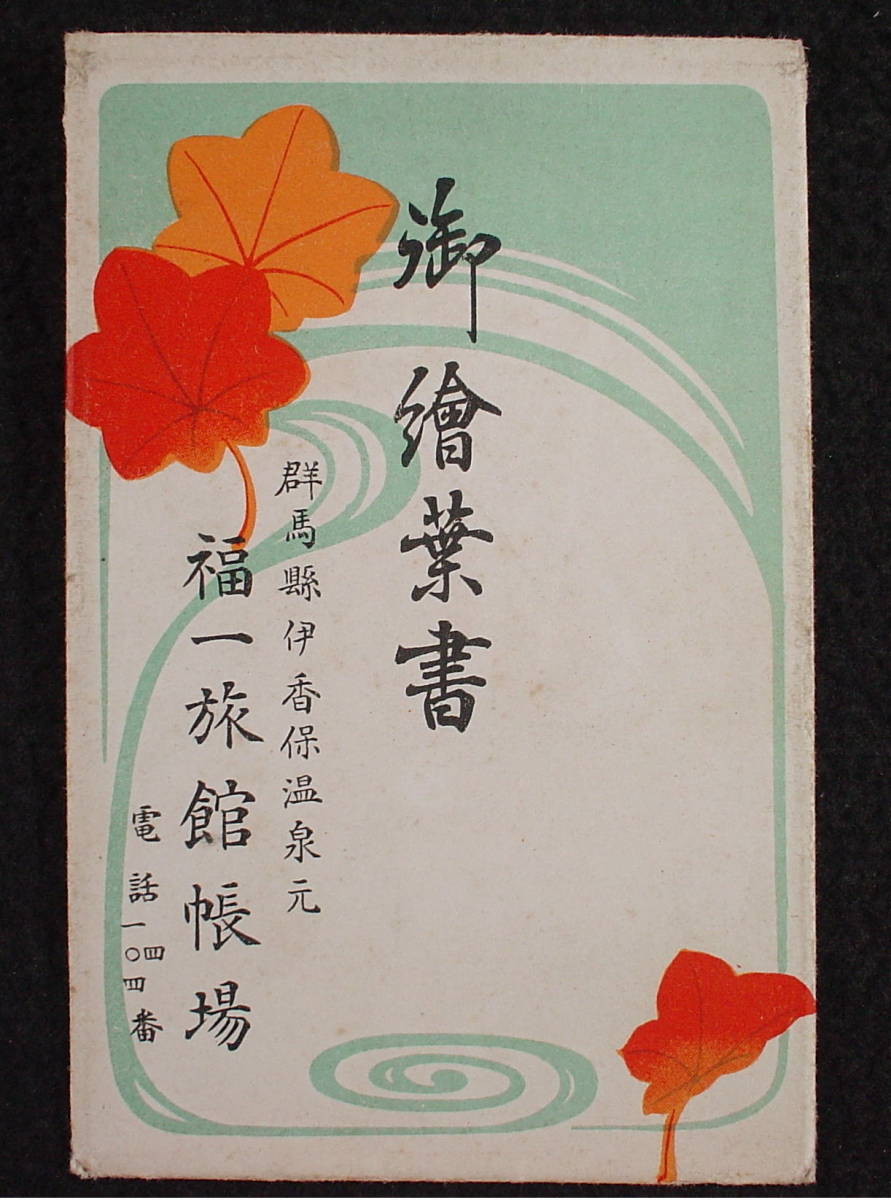 御繪葉書
群馬縣伊香保温泉元
福一旅館帳場
電話 一〇四 四番